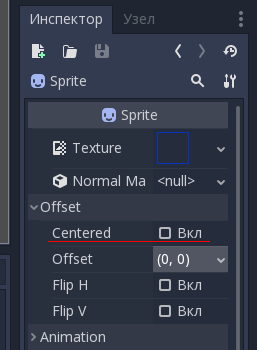 Инспектор Узел
Sprite
Sprite
Texture
Normal Ma <null>
Offset
Centered Вкл
Offset (0, 0)
Flip H Вкл
Flip V Вкл
Animation